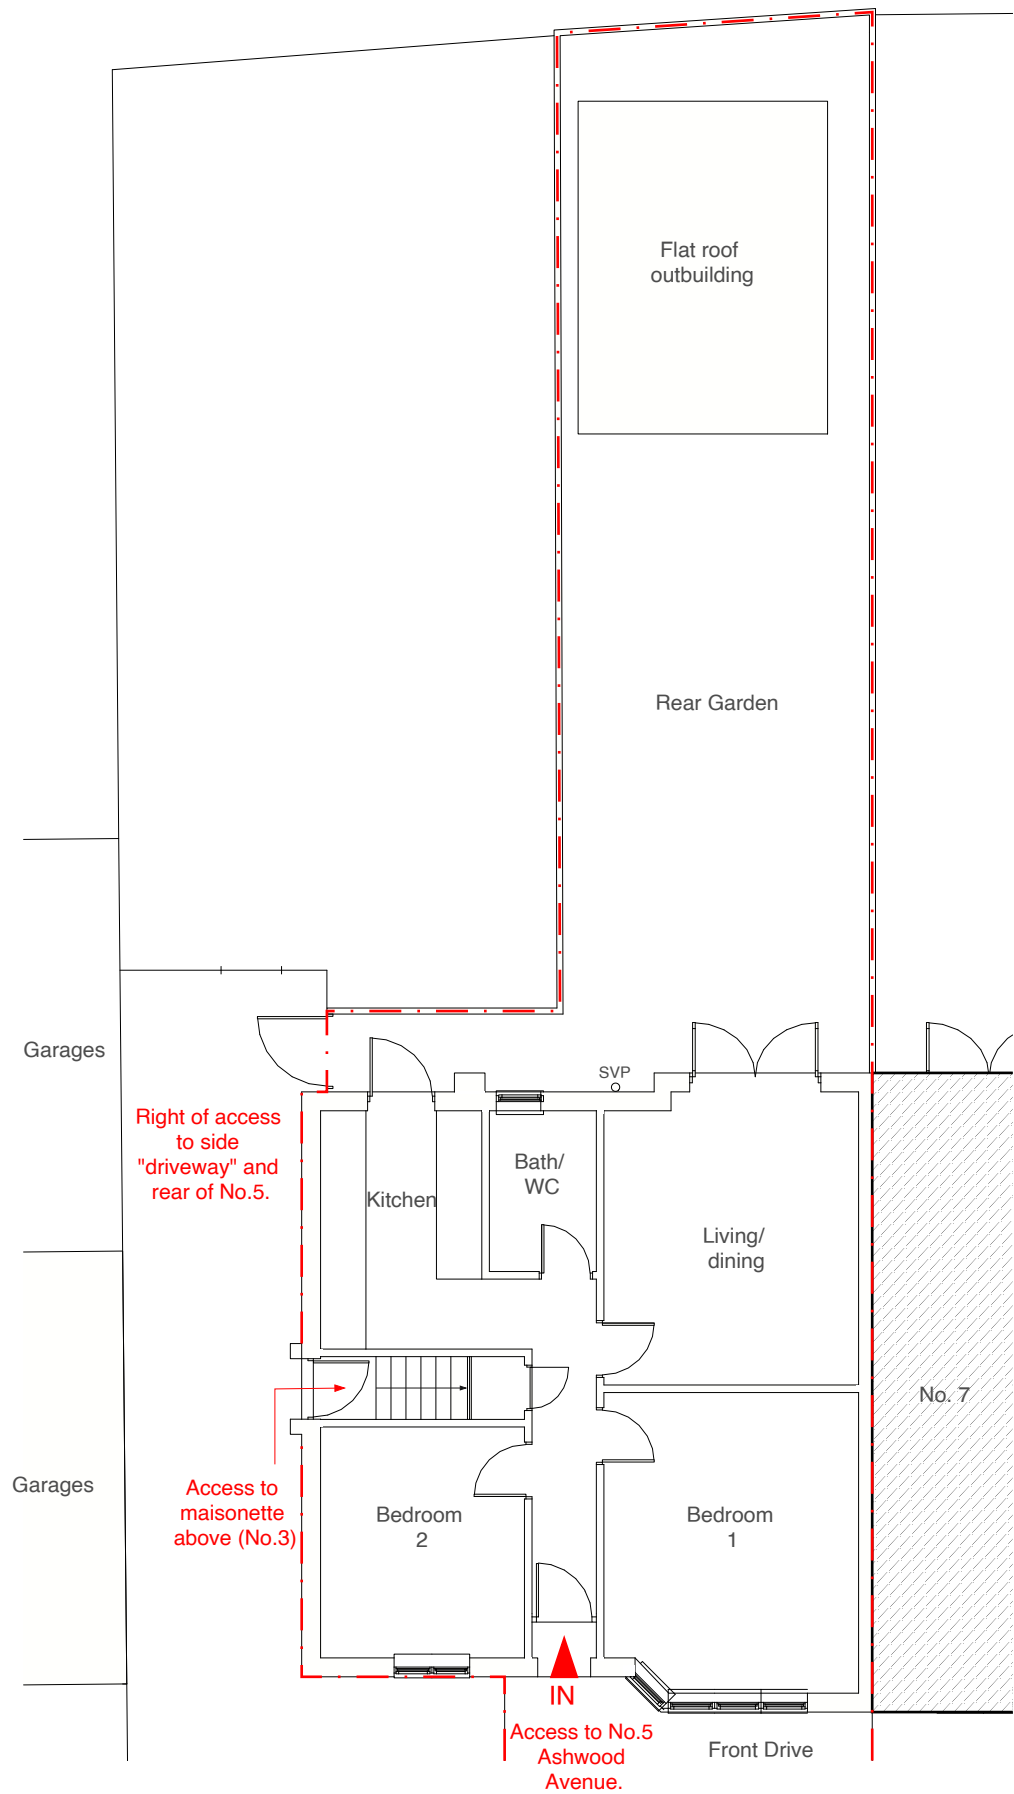 Flat roof
outbuilding
Rear Garden
Garages
SVP
Right of access
to side
"driveway" and
rear of No.5.
Kitchen
Bath/
WC
Living/
dining
No. 7
Garages
Access to
maisonette
above (No.3)
Bedroom
2
Bedroom
1
IN
Access to No.5
Ashwood
Avenue.
Front Drive